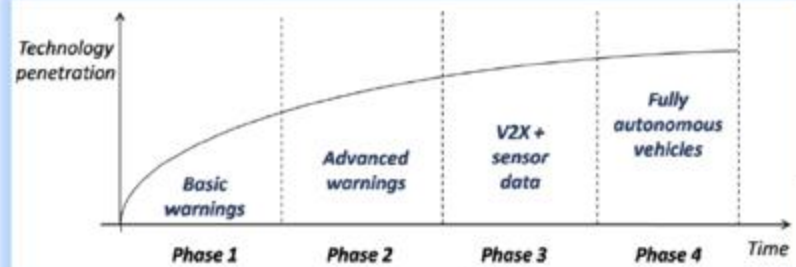 Technology
penetration
Basic
warnings
Advanced
warnings
V2X +
sensor
data
Fully
autonomous
vehicles
Phase 1
Phase 2
Phase 3
Phase 4
Time